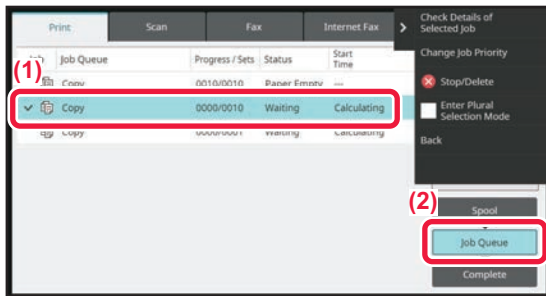 Print Scan Fax Internet Fax
Job Queue Progress / Sets Status Start Time
(1)
Copy 0010/0010 Paper Empty ---
Copy 0000/0010 Waiting Calculating
Copy 0000/0001 Waiting Calculating
Check Details of
Selected Job
Change Job Priority
Stop/Delete
Enter Plural
Selection Mode
Back
(2)
Spool
Job Queue
Complete